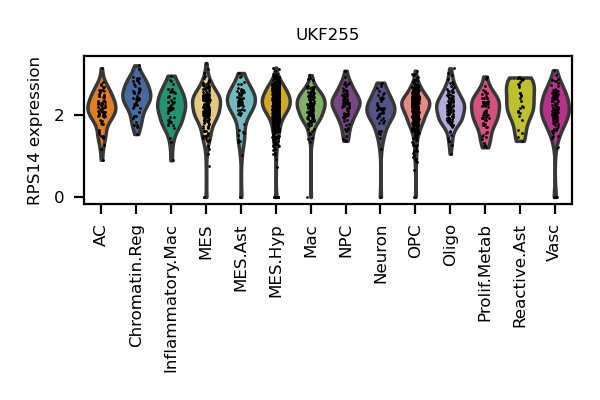 UKF255
RPS14 expression
2
0
AC
Chromatin.Reg
Inflammatory.Mac
MES
MES.Ast
MES.Hyp
Mac
NPC
Neuron
OPC
Oligo
Prolif.Metab
Reactive.Ast
Vasc